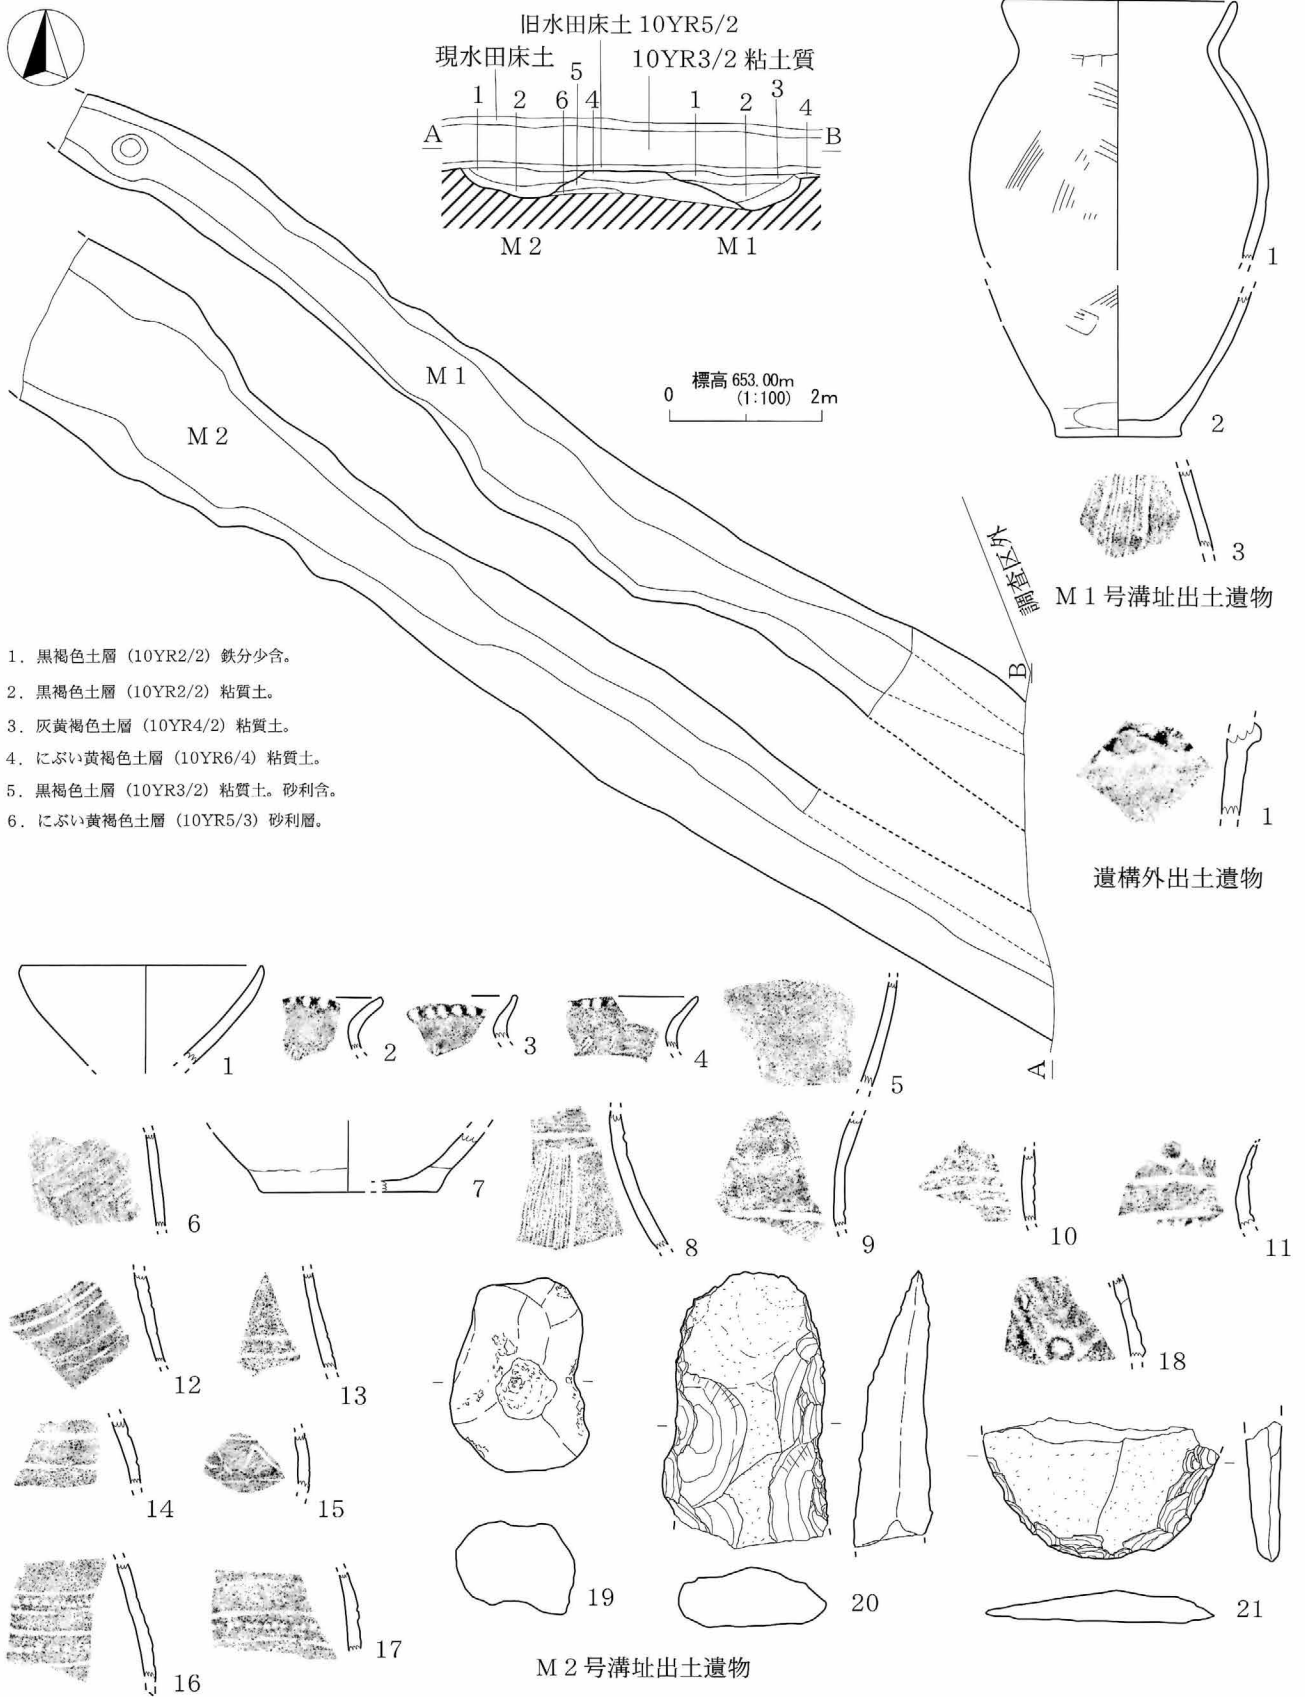 旧水田床土 10YR5/2
現水田床土
10YR3/2 粘土質
1 2 6 5 4 1 2 3 4
A B
M2 M1
1
2
3
M1号溝址出土遺物
M1
M2
標高 653.00m
0 (1:100) 2m
調査区外
B
A
1. 黒褐色土層 (10YR2/2) 鉄分少含。
2. 黒褐色土層 (10YR2/2) 粘質土。
3. 灰黄褐色土層 (10YR4/2) 粘質土。
4. にぶい黄褐色土層 (10YR6/4) 粘質土。
5. 黒褐色土層 (10YR3/2) 粘質土。砂利含。
6. にぶい黄褐色土層 (10YR5/3) 砂利層。
1
遺構外出土遺物
1 2 3 4 5
6 7 8 9 10 11
12 13 18
14 15
16 17 19 20 21
M2号溝址出土遺物